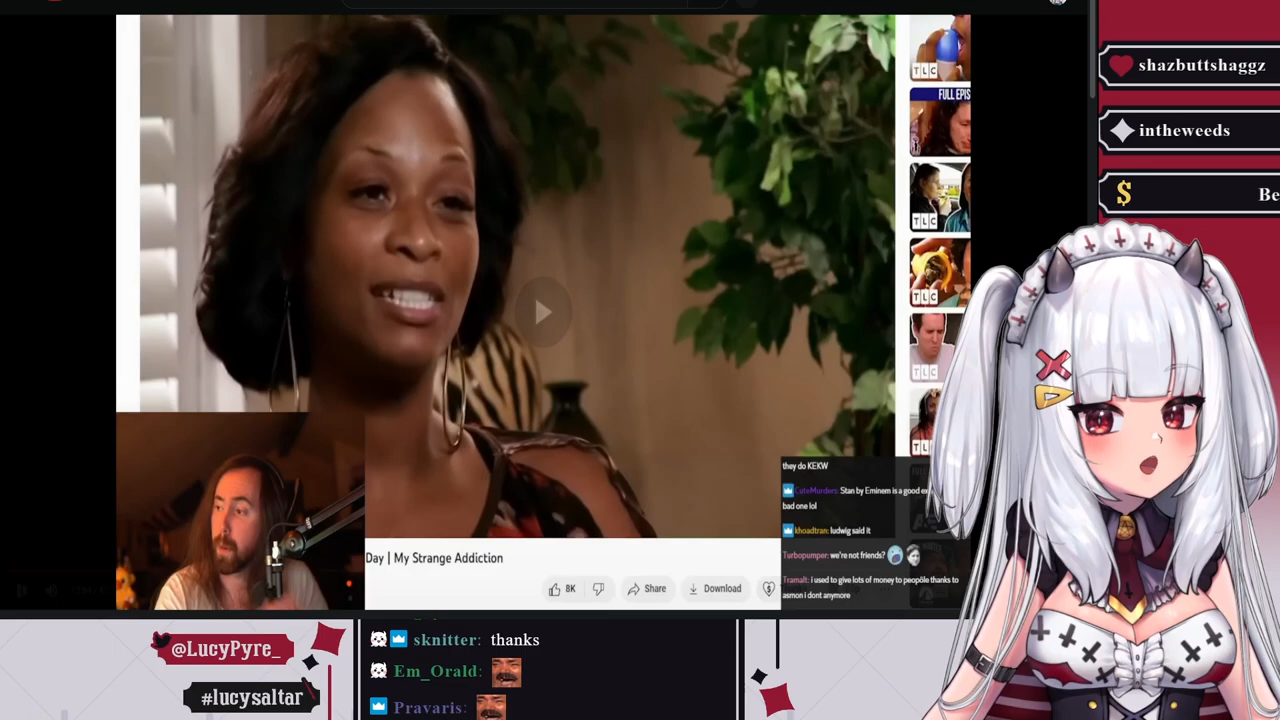 TLC
FULL EPIS
TLC
TLC
TLC
TLC
shazbuttshaggz
intheweeds
$ Be
they do KEKW
CuteMurders: Stan by Eminem is a good
bad one lol
khoadtran: ludwig said it
Turbopumper: we're not friends?
Tramalt: i used to give lots of money to peopöle thanks to
asmon i dont anymore
Day | My Strange Addiction
8K Share Download
@LucyPyre_
#lucysaltar
sknitter: thanks
Em_Orald:
Pravaris: